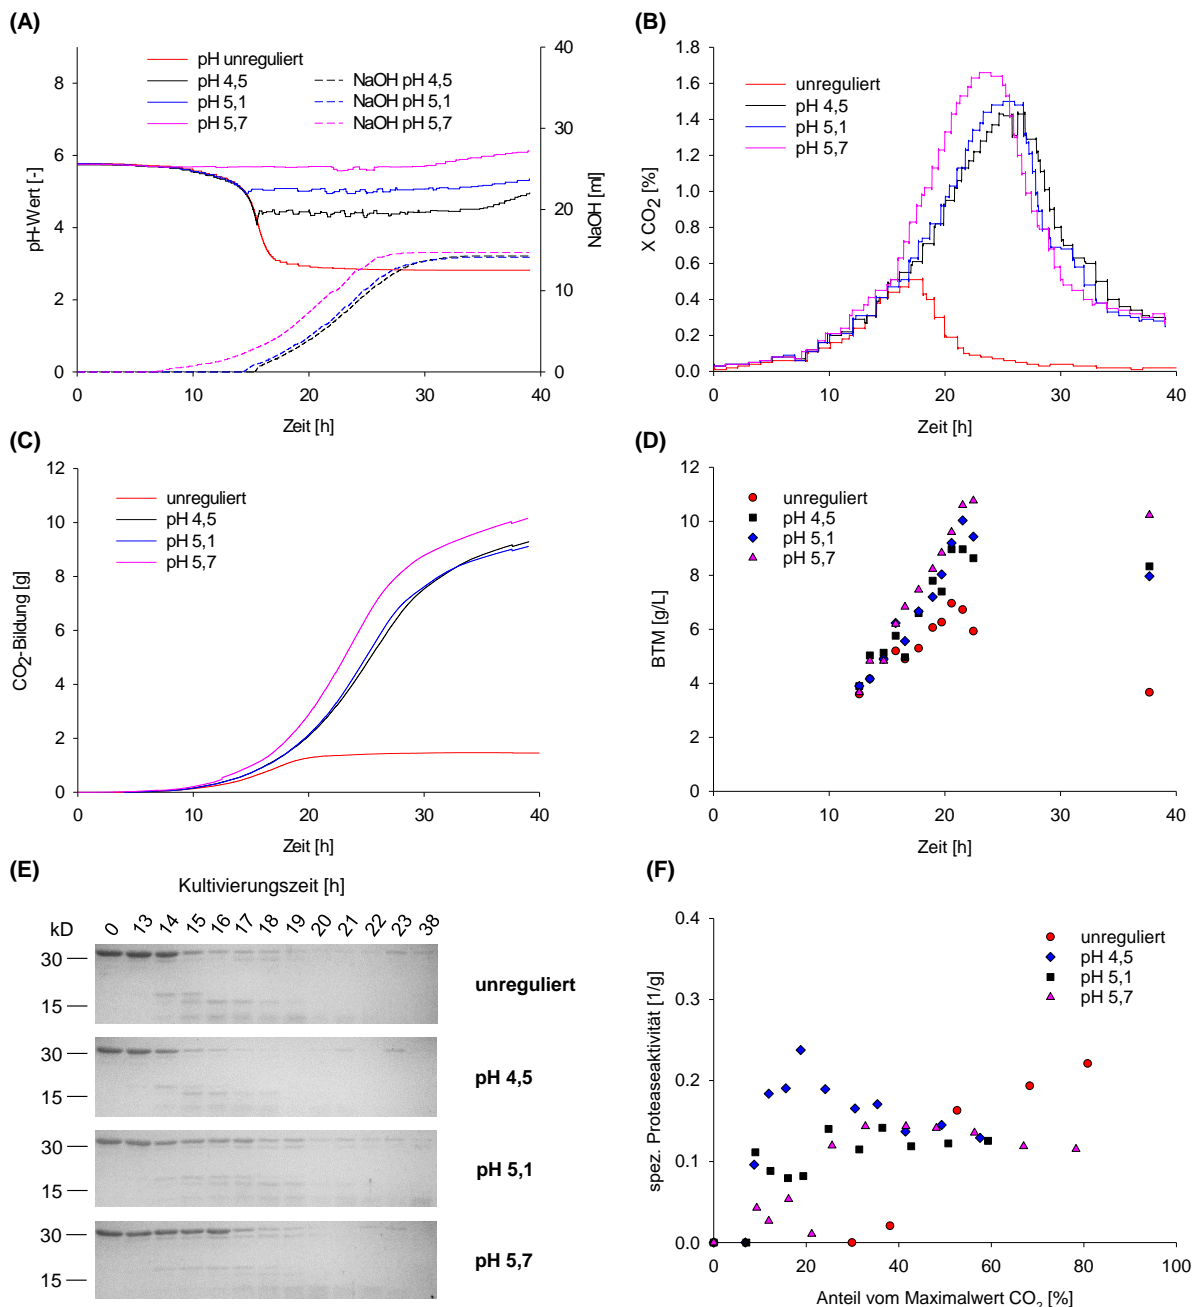 (A)
pH unreguliert
pH 4,5
pH 5,1
pH 5,7
NaOH pH 4,5
NaOH pH 5,1
NaOH pH 5,7
8
6
4
2
0
pH-Wert [-]
40
30
20
10
0
NaOH [ml]
0 10 20 30 40
Zeit [h]
(B)
unreguliert
pH 4,5
pH 5,1
pH 5,7
1.8
1.6
1.4
1.2
1.0
0.8
0.6
0.4
0.2
0.0
X CO2 [%]
0 10 20 30 40
Zeit [h]
(C)
unreguliert
pH 4,5
pH 5,1
pH 5,7
12
10
8
6
4
2
0
CO2-Bildung [g]
0 10 20 30 40
Zeit [h]
(D)
unreguliert
pH 4,5
pH 5,1
pH 5,7
12
10
8
6
4
2
0
BTM [g/L]
0 10 20 30 40
Zeit [h]
(E)
Kultivierungszeit [h]
kD 0 13 14 15 16 17 18 19 20 21 22 23 38
30
15
unreguliert
30
15
pH 4,5
30
15
pH 5,1
30
15
pH 5,7
(F)
unreguliert
pH 4,5
pH 5,1
pH 5,7
0.4
0.3
0.2
0.1
0.0
spez. Proteaseaktivität [1/g]
0 20 40 60 80 100
Anteil vom Maximalwert CO2 [%]